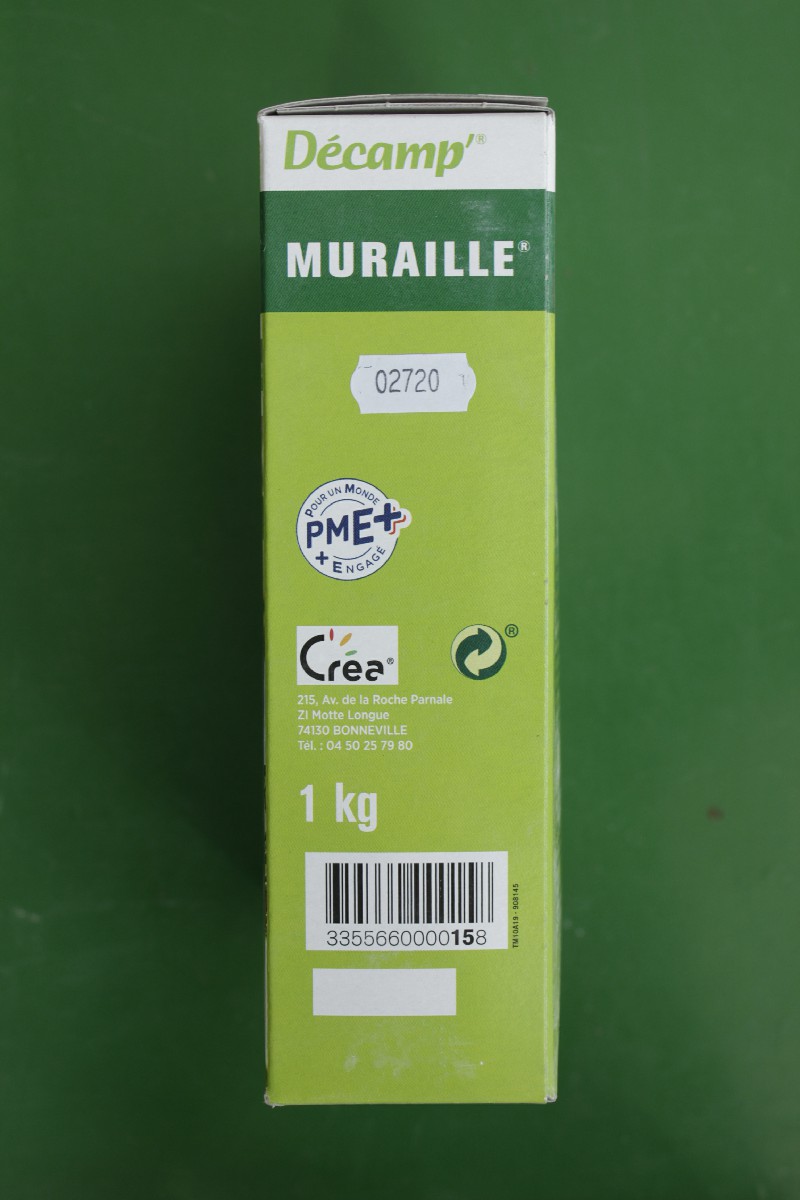 Décamp'®
MURAILLE®
02720
POUR UN MONDE
PME+
+ ENGAGÉ
Créa®
®
215, Av. de la Roche Parnale
ZI Motte Longue
74130 BONNEVILLE
Tél. : 04 50 25 79 80
1 kg
3355660000158
TM10A19 - 908145